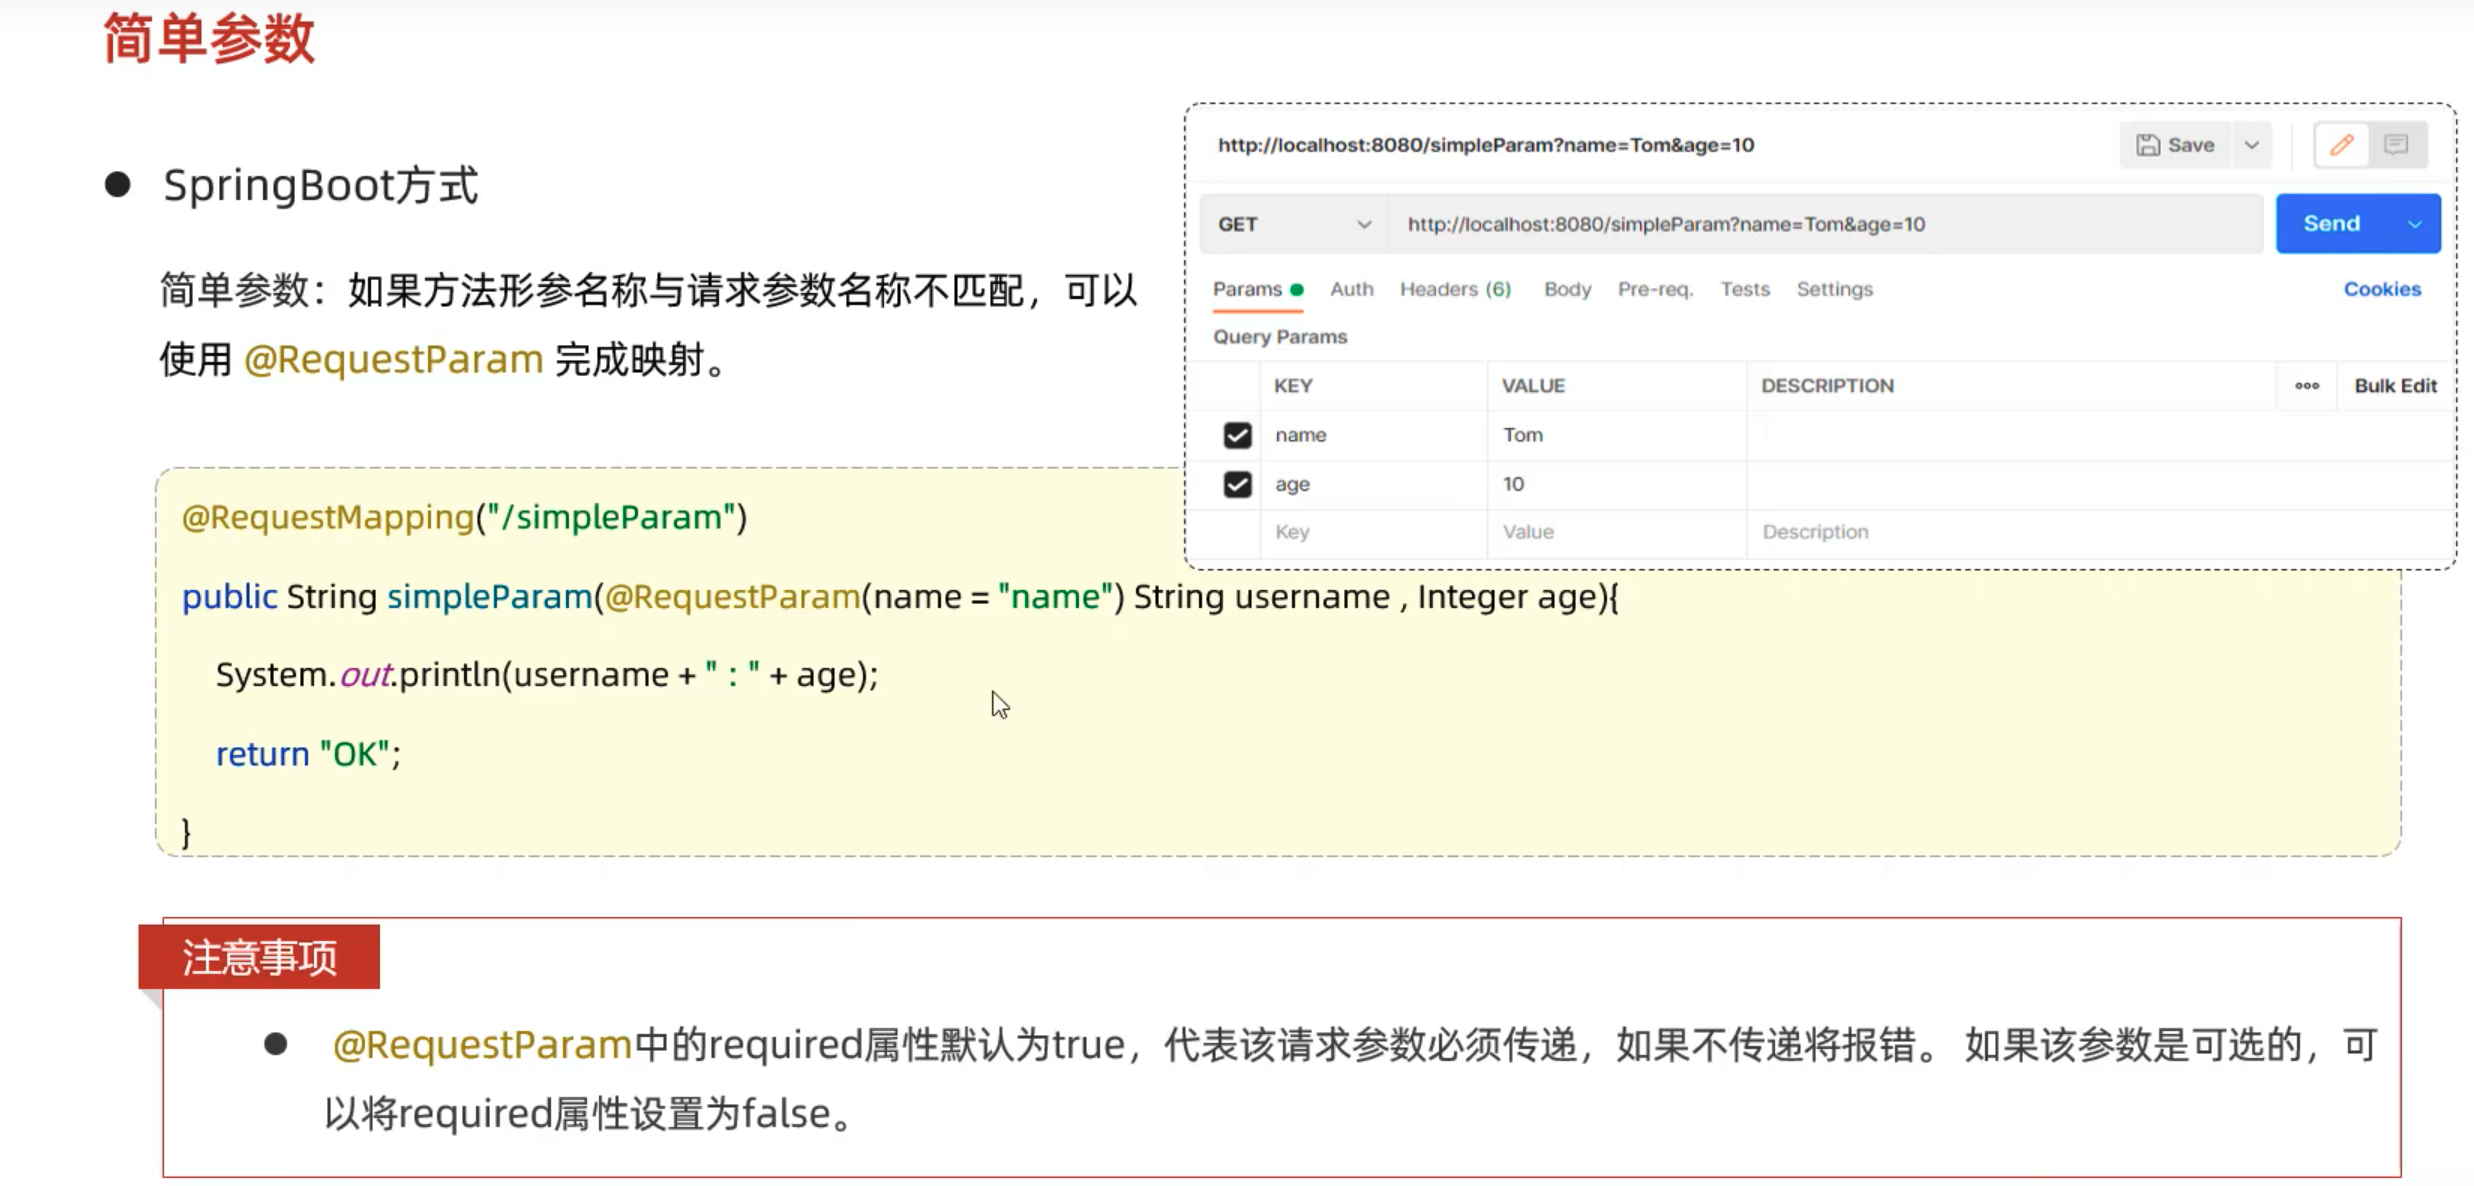 简单参数
SpringBoot方式
简单参数：如果方法形参名称与请求参数名称不匹配，可以
使用 @RequestParam 完成映射。
http://localhost:8080/simpleParam?name=Tom&age=10
Save
GET
http://localhost:8080/simpleParam?name=Tom&age=10
Send
Params Auth Headers (6) Body Pre-req. Tests Settings
Cookies
Query Params
KEY VALUE DESCRIPTION ooo Bulk Edit
name Tom
age 10
Key Value Description
@RequestMapping("/simpleParam")
public String simpleParam(@RequestParam(name = "name") String username , Integer age){
System.out.println(username + " : " + age);
return "OK";
}
注意事项
@RequestParam中的required属性默认为true，代表该请求参数必须传递，如果不传递将报错。 如果该参数是可选的，可
以将required属性设置为false。